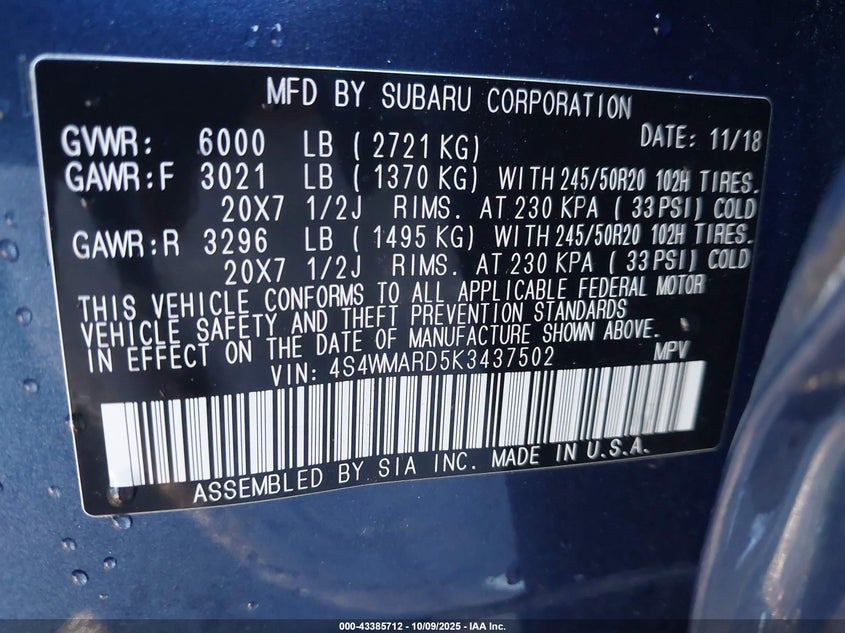 MFD BY SUBARU CORPORATION
GVWR: 6000 LB ( 2721 KG) DATE: 11/18
GAWR:F 3021 LB ( 1370 KG) WITH 245/50R20 102H TIRES.
20X7 1/2J RIMS. AT 230 KPA ( 33 PSI) COLD
GAWR:R 3296 LB ( 1495 KG) WITH 245/50R20 102H TIRES.
20X7 1/2J RIMS. AT 230 KPA ( 33 PSI) COLD
THIS VEHICLE CONFORMS TO ALL APPLICABLE FEDERAL MOTOR
VEHICLE SAFETY AND THEFT PREVENTION STANDARDS
IN EFFECT ON THE DATE OF MANUFACTURE SHOWN ABOVE.
VIN: 4S4WMARD5K3437502 MPV
ASSEMBLED BY SIA INC. MADE IN U.S.A.
000-43385712 - 10/09/2025 - IAA Inc.